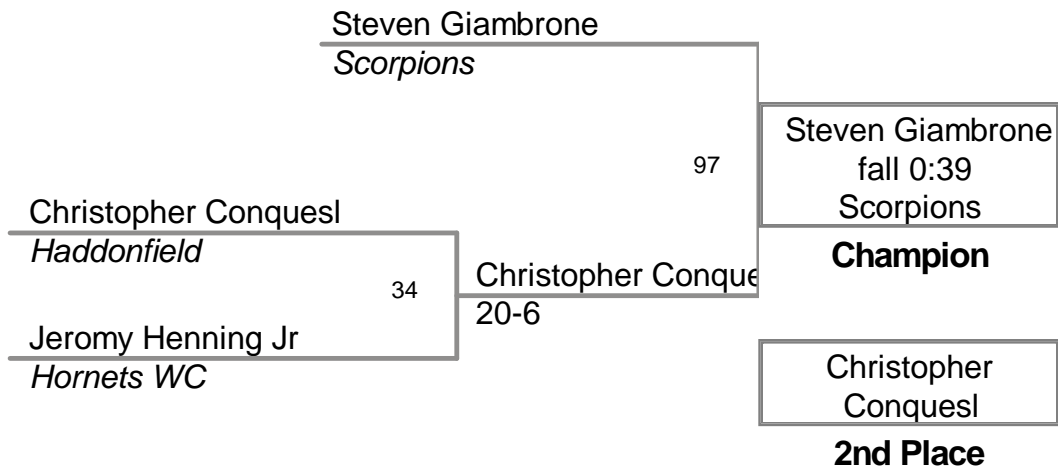 Steven Giambrone
Scorpions
97
Steven Giambrone
fall 0:39
Scorpions
Champion
Christopher Conquesl
Haddonfield
34
Christopher Conque
20-6
Jeromy Henning Jr
Hornets WC
Christopher
Conquesl
2nd Place